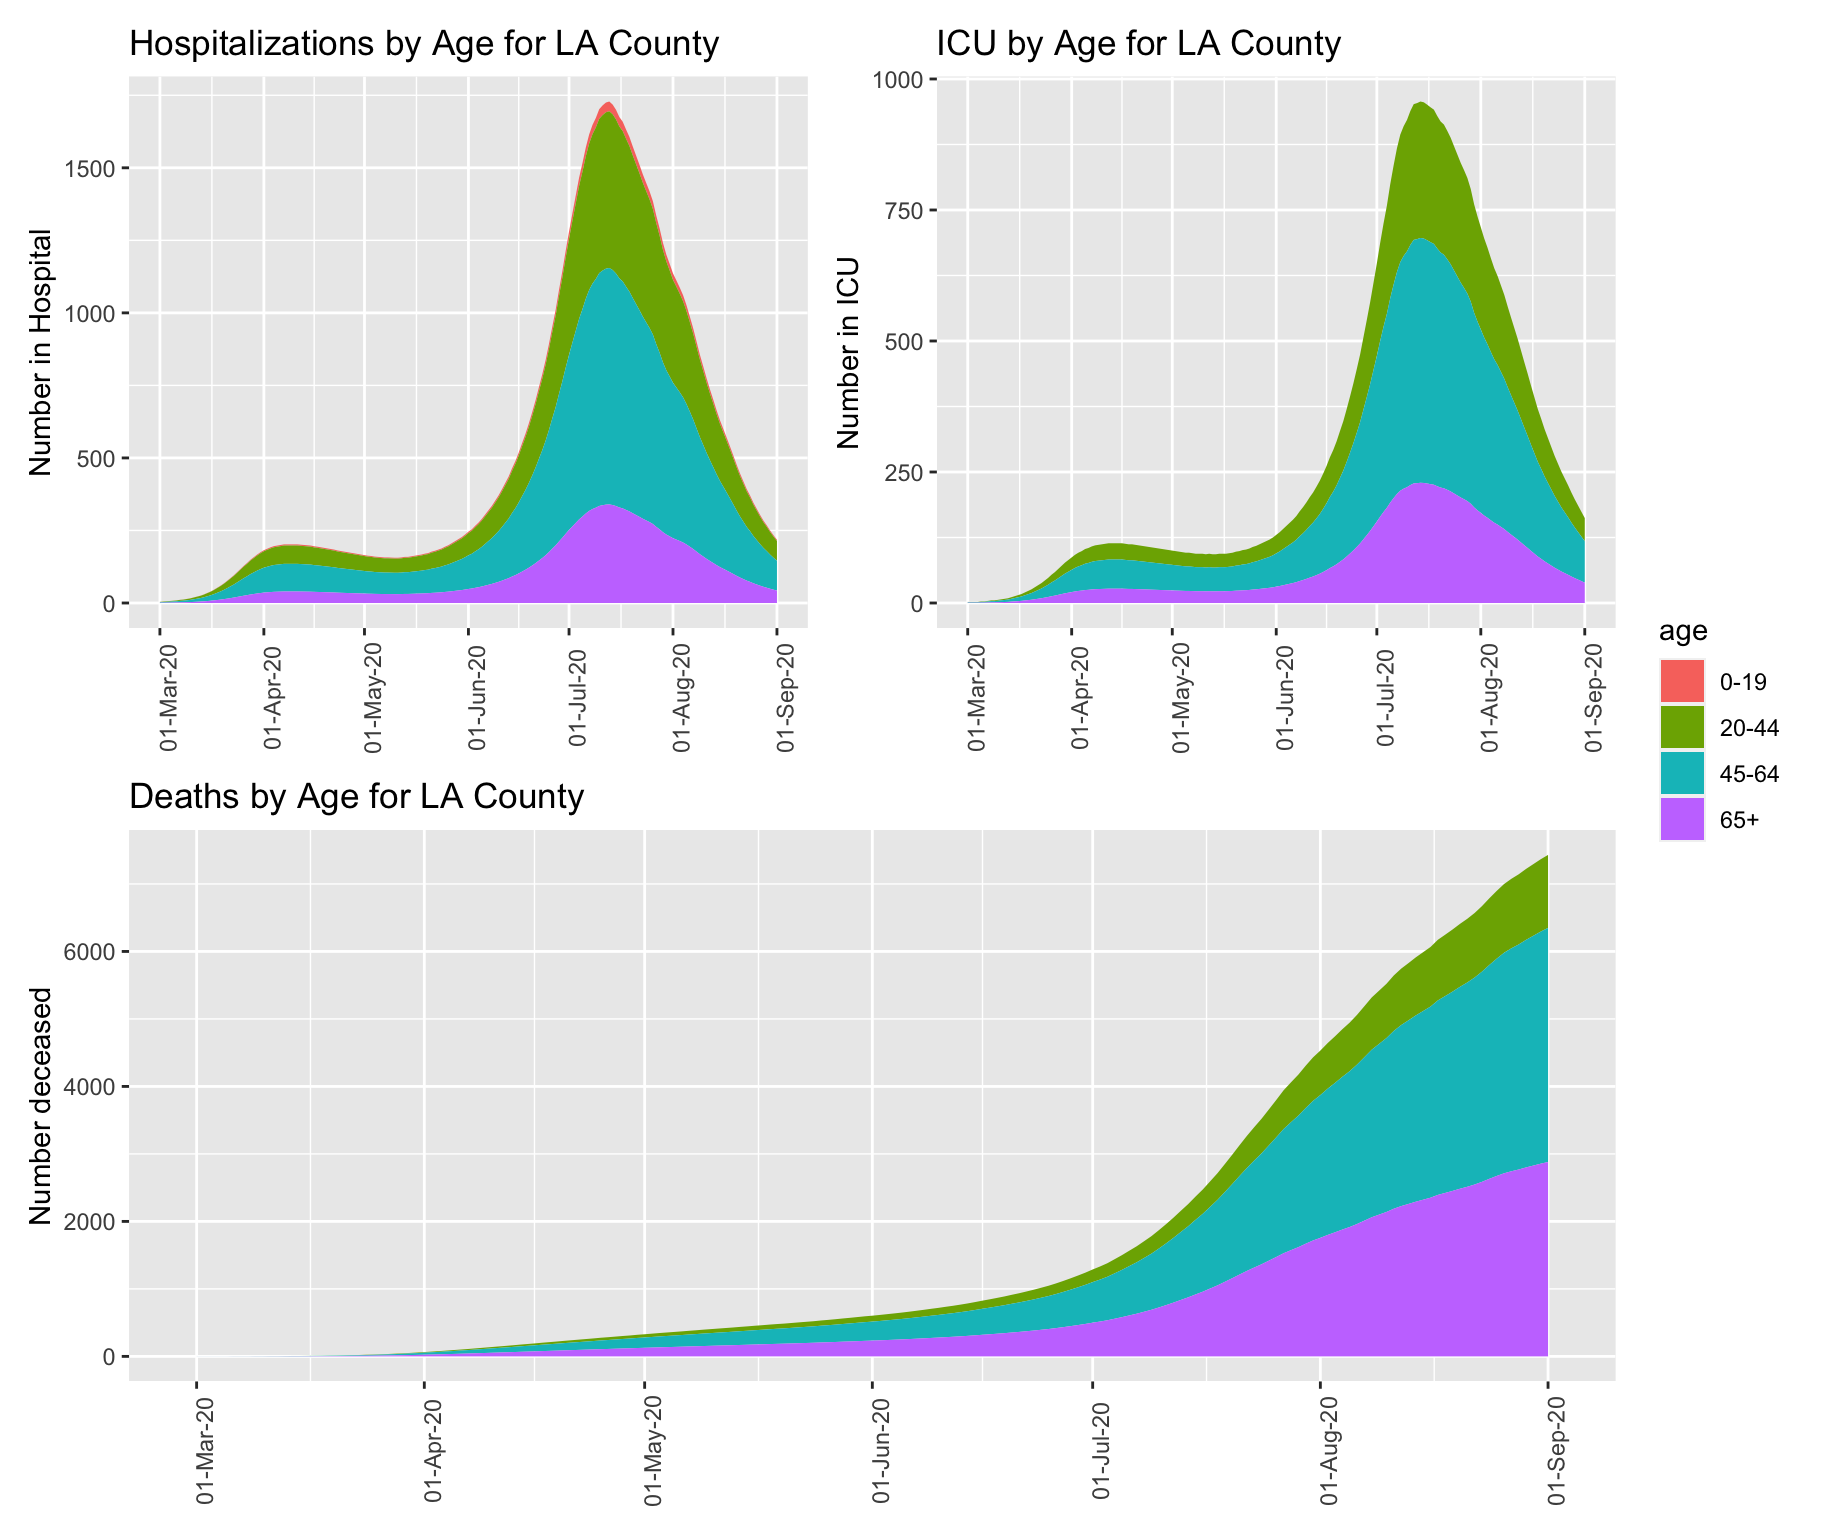 Hospitalizations by Age for LA County
Number in Hospital
1500
1000
500
0
01-Mar-20
01-Apr-20
01-May-20
01-Jun-20
01-Jul-20
01-Aug-20
01-Sep-20
ICU by Age for LA County
Number in ICU
1000
750
500
250
0
01-Mar-20
01-Apr-20
01-May-20
01-Jun-20
01-Jul-20
01-Aug-20
01-Sep-20
age
0-19
20-44
45-64
65+
Deaths by Age for LA County
Number deceased
6000
4000
2000
0
01-Mar-20
01-Apr-20
01-May-20
01-Jun-20
01-Jul-20
01-Aug-20
01-Sep-20